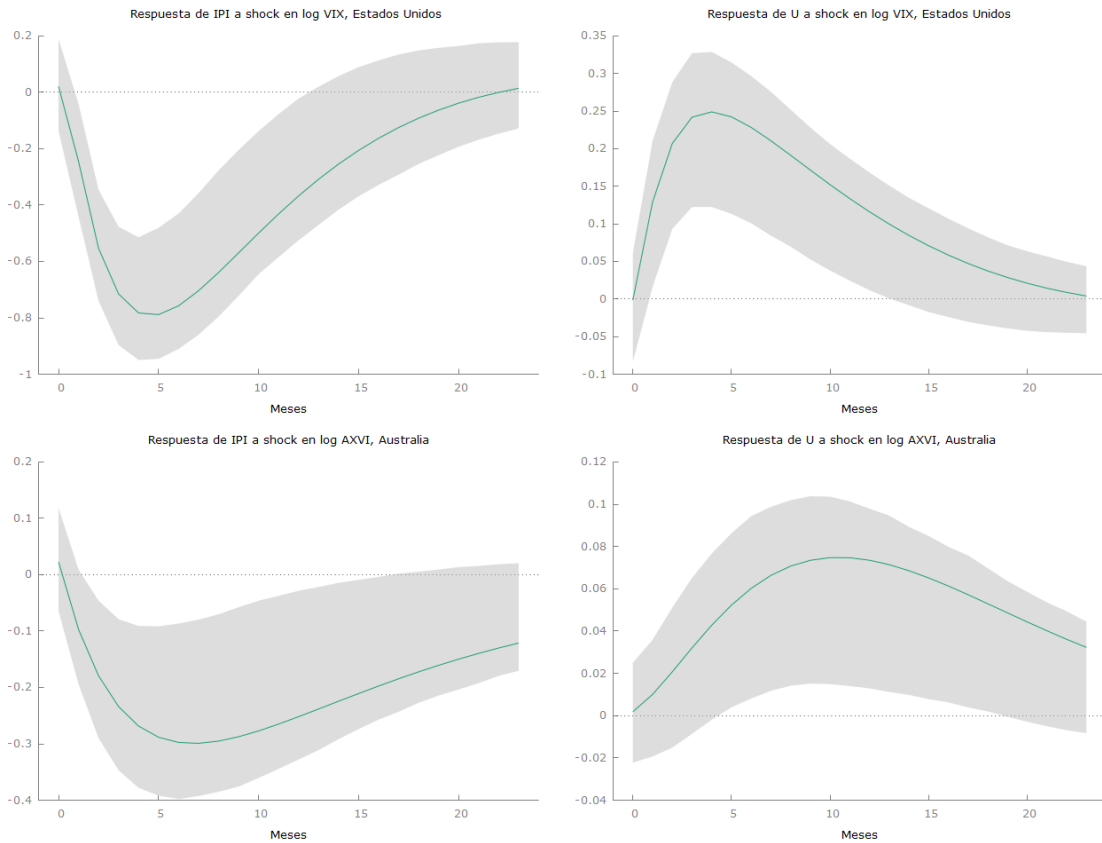 Respuesta de IPI a shock en log VIX, Estados Unidos
0.2
0
-0.2
-0.4
-0.6
-0.8
-1
0 5 10 15 20
Meses
Respuesta de U a shock en log VIX, Estados Unidos
0.35
0.3
0.25
0.2
0.15
0.1
0.05
0
-0.05
-0.1
0 5 10 15 20
Meses
Respuesta de IPI a shock en log AXVI, Australia
0.2
0.1
0
-0.1
-0.2
-0.3
-0.4
0 5 10 15 20
Meses
Respuesta de U a shock en log AXVI, Australia
0.12
0.1
0.08
0.06
0.04
0.02
0
-0.02
-0.04
0 5 10 15 20
Meses